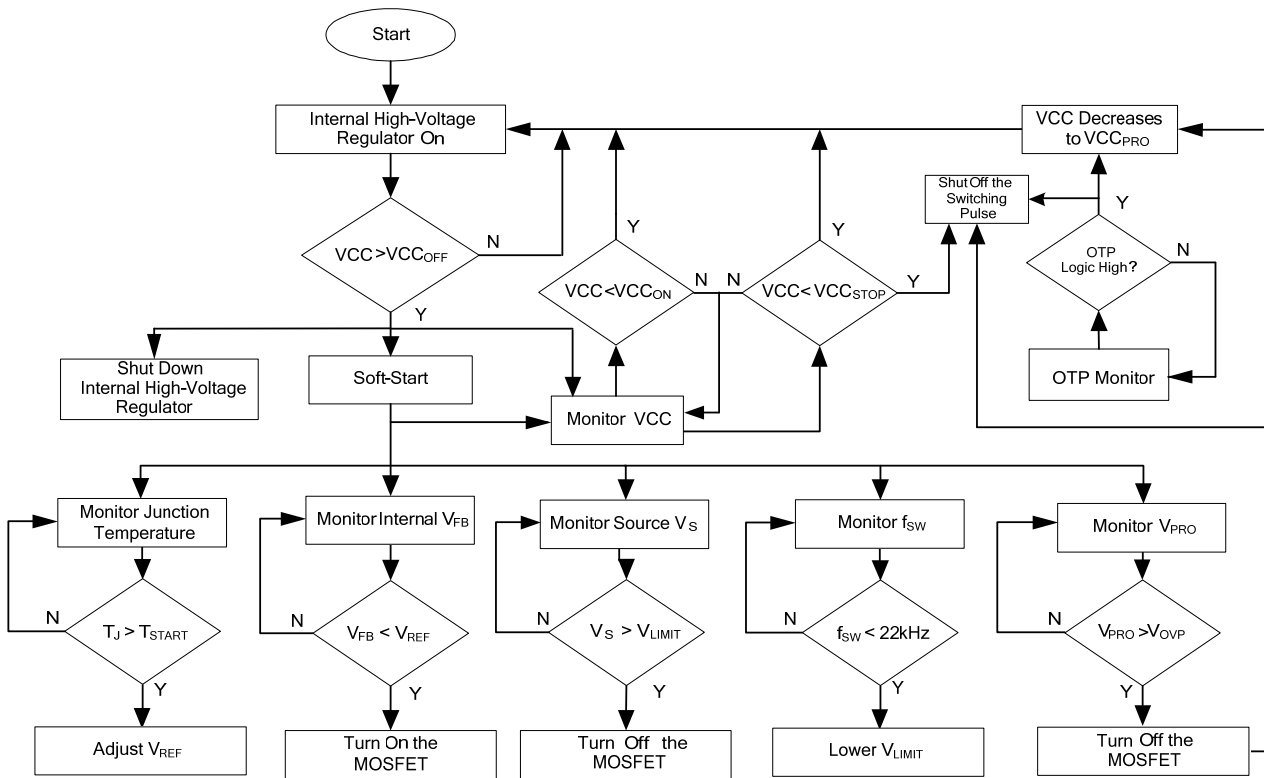 Start
Internal High-Voltage
Regulator On
VCC Decreases
to VCCPRO
Shut Off the
Switching
Pulse
Y
N
VCC>VCCOFF
N
Y
VCC<VCCON
N
Y
N
VCC<VCCSTOP
Y
Y
OTP
Logic High?
N
Y
Shut Down
Internal High-Voltage
Regulator
Soft-Start
Monitor VCC
OTP Monitor
Monitor Junction
Temperature
Monitor Internal VFB
Monitor Source VS
Monitor fSW
Monitor VPRO
N
TJ > TSTART
Y
N
VFB < VREF
Y
N
VS > VLIMIT
Y
N
fSW < 22kHz
Y
N
VPRO >VOVP
Y
Adjust VREF
Turn On the
MOSFET
Turn Off the
MOSFET
Lower VLIMIT
Turn Off the
MOSFET